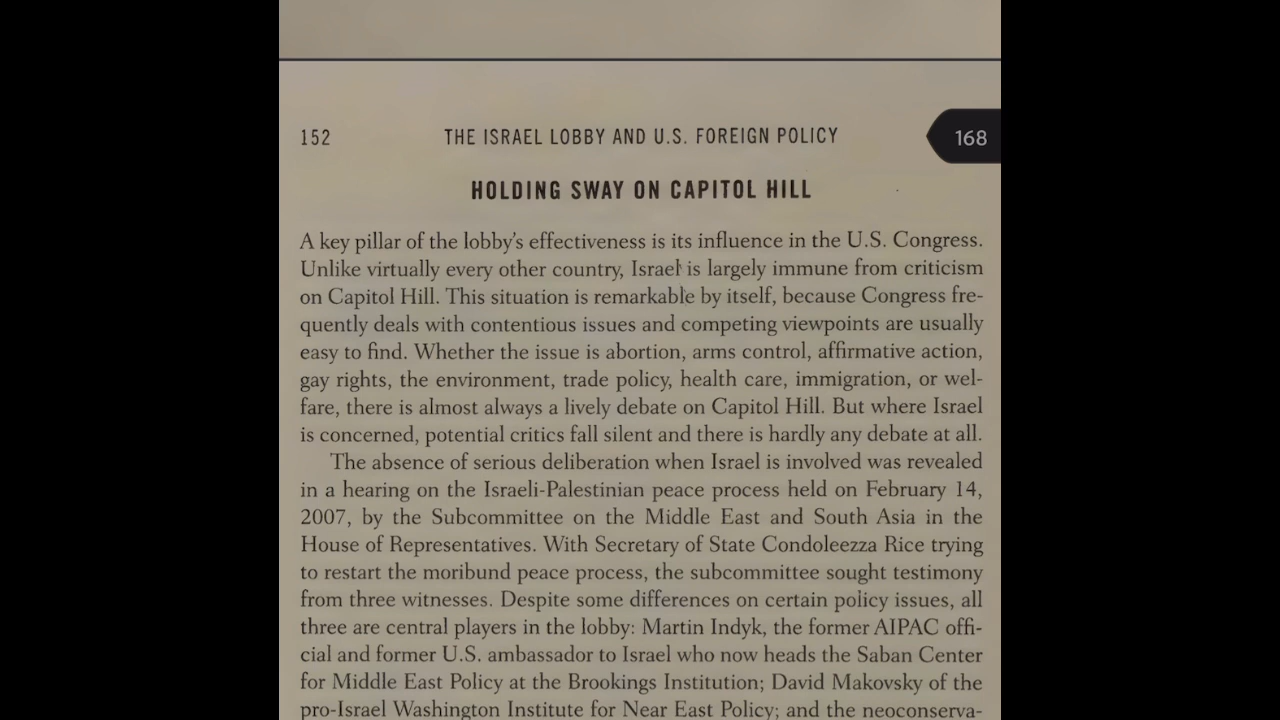 152
THE ISRAEL LOBBY AND U.S. FOREIGN POLICY
168
HOLDING SWAY ON CAPITOL HILL
A key pillar of the lobby's effectiveness is its influence in the U.S. Congress.
Unlike virtually every other country, Israel is largely immune from criticism
on Capitol Hill. This situation is remarkable by itself, because Congress fre-
quently deals with contentious issues and competing viewpoints are usually
easy to find. Whether the issue is abortion, arms control, affirmative action,
gay rights, the environment, trade policy, health care, immigration, or wel-
fare, there is almost always a lively debate on Capitol Hill. But where Israel
is concerned, potential critics fall silent and there is hardly any debate at all.
The absence of serious deliberation when Israel is involved was revealed
in a hearing on the Israeli-Palestinian peace process held on February 14,
2007, by the Subcommittee on the Middle East and South Asia in the
House of Representatives. With Secretary of State Condoleezza Rice trying
to restart the moribund peace process, the subcommittee sought testimony
from three witnesses. Despite some differences on certain policy issues, all
three are central players in the lobby: Martin Indyk, the former AIPAC offi-
cial and former U.S. ambassador to Israel who now heads the Saban Center
for Middle East Policy at the Brookings Institution; David Makovsky of the
pro-Israel Washington Institute for Near East Policy; and the neoconserva-